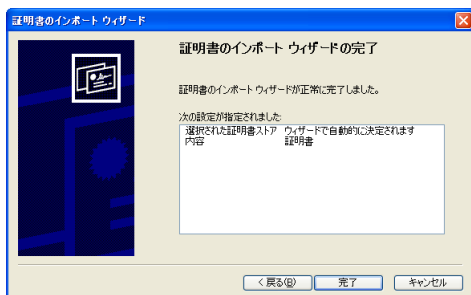 証明書のインポート ウィザード
証明書のインポート ウィザードの完了
証明書のインポート ウィザードが正常に完了しました。
次の設定が指定されました:
選択された証明書ストア ウィザードで自動的に決定されます
内容 証明書
< 戻る(B) 完了 キャンセル